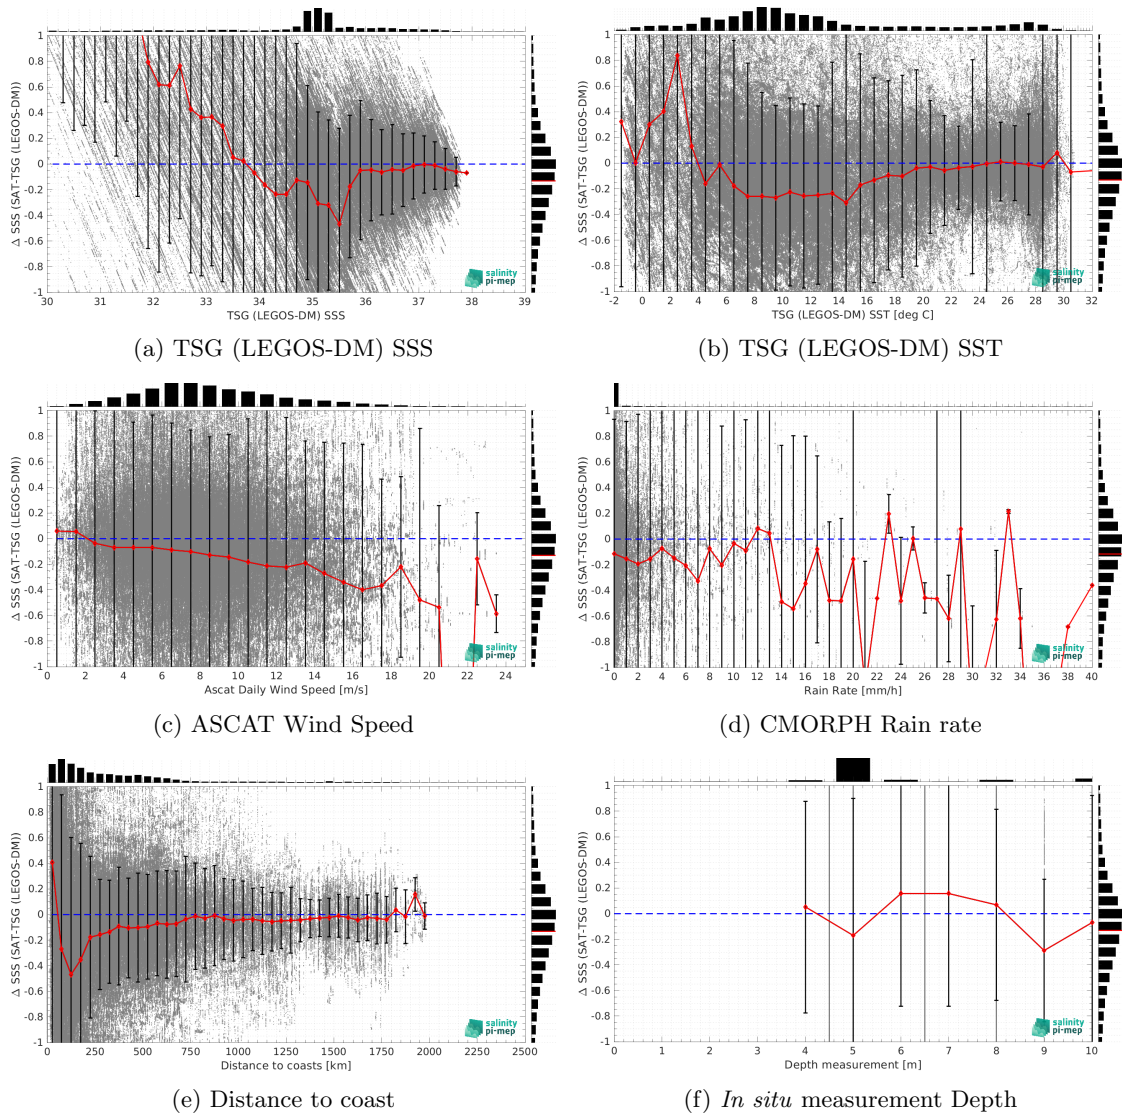 1
0.8
0.6
0.4
0.2
0
-0.2
-0.4
-0.6
-0.8
-1
Δ SSS (SAT-TSG (LEGOS-DM))
30 31 32 33 34 35 36 37 38 39
TSG (LEGOS-DM) SSS
salinity
pi-mep
(a) TSG (LEGOS-DM) SSS
1
0.8
0.6
0.4
0.2
0
-0.2
-0.4
-0.6
-0.8
-1
Δ SSS (SAT-TSG (LEGOS-DM))
-2 0 2 4 6 8 10 12 14 16 18 20 22 24 26 28 30 32
TSG (LEGOS-DM) SST [deg C]
salinity
pi-mep
(b) TSG (LEGOS-DM) SST
1
0.8
0.6
0.4
0.2
0
-0.2
-0.4
-0.6
-0.8
-1
Δ SSS (SAT-TSG (LEGOS-DM))
0 2 4 6 8 10 12 14 16 18 20 22 24
Ascat Daily Wind Speed [m/s]
salinity
pi-mep
(c) ASCAT Wind Speed
1
0.8
0.6
0.4
0.2
0
-0.2
-0.4
-0.6
-0.8
-1
Δ SSS (SAT-TSG (LEGOS-DM))
0 2 4 6 8 10 12 14 16 18 20 22 24 26 28 30 32 34 36 38 40
Rain Rate [mm/h]
salinity
pi-mep
(d) CMORPH Rain rate
1
0.8
0.6
0.4
0.2
0
-0.2
-0.4
-0.6
-0.8
-1
Δ SSS (SAT-TSG (LEGOS-DM))
0 250 500 750 1000 1250 1500 1750 2000 2250 2500
Distance to coasts [km]
salinity
pi-mep
(e) Distance to coast
1
0.8
0.6
0.4
0.2
0
-0.2
-0.4
-0.6
-0.8
-1
Δ SSS (SAT-TSG (LEGOS-DM))
0 1 2 3 4 5 6 7 8 9 10
Depth measurement [m]
salinity
pi-mep
(f) In situ measurement Depth